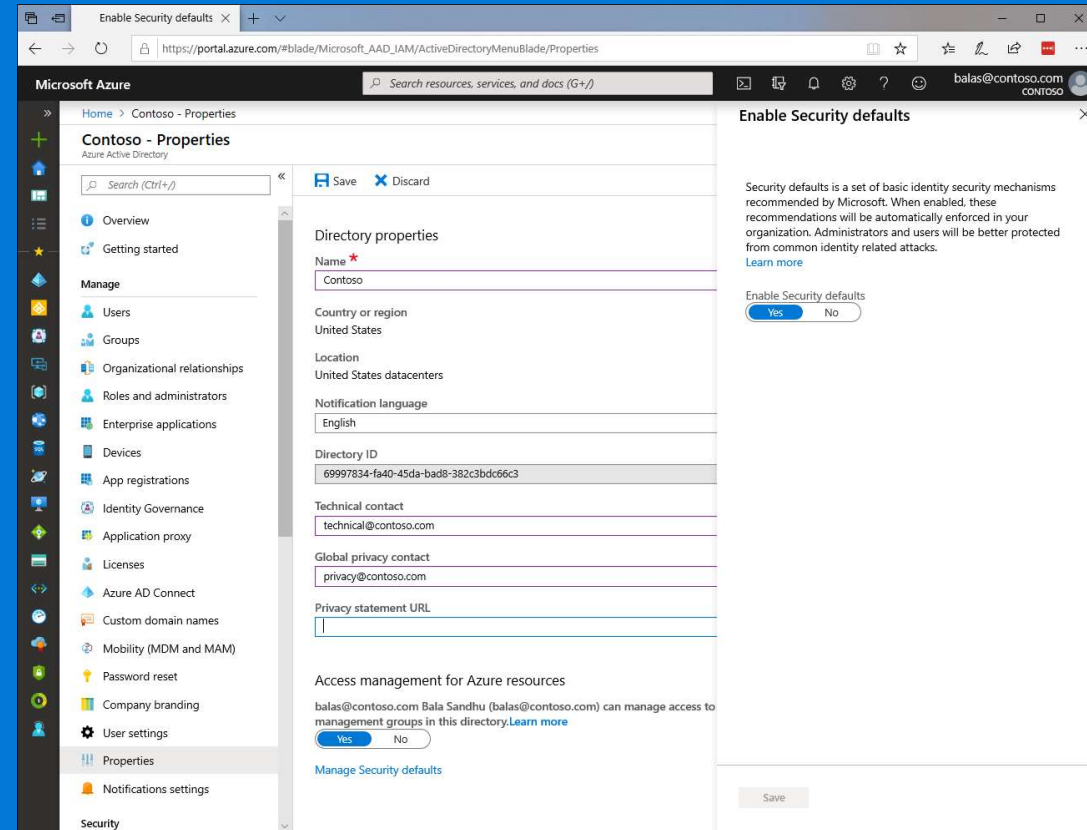 Enable Security defaults
https://portal.azure.com/#blade/Microsoft_AAD_IAM/ActiveDirectoryMenuBlade/Properties
Microsoft Azure
Search resources, services, and docs (G+/)
balas@contoso.com
CONTOSO
Home > Contoso - Properties
Contoso - Properties
Azure Active Directory
Search (Ctrl+/)
Overview
Getting started
Manage
Users
Groups
Organizational relationships
Roles and administrators
Enterprise applications
Devices
App registrations
Identity Governance
Application proxy
Licenses
Azure AD Connect
Custom domain names
Mobility (MDM and MAM)
Password reset
Company branding
User settings
Properties
Notifications settings
Security
Save
Discard
Directory properties
Name *
Contoso
Country or region
United States
Location
United States datacenters
Notification language
English
Directory ID
69997834-fa40-45da-bad8-382c3bdc66c3
Technical contact
technical@contoso.com
Global privacy contact
privacy@contoso.com
Privacy statement URL
Access management for Azure resources
balas@contoso.com Bala Sandhu (balas@contoso.com) can manage access to
management groups in this directory.Learn more
Yes No
Manage Security defaults
Enable Security defaults
Security defaults is a set of basic identity security mechanisms
recommended by Microsoft. When enabled, these
recommendations will be automatically enforced in your
organization. Administrators and users will be better protected
from common identity related attacks.
Learn more
Enable Security defaults
Yes No
Save